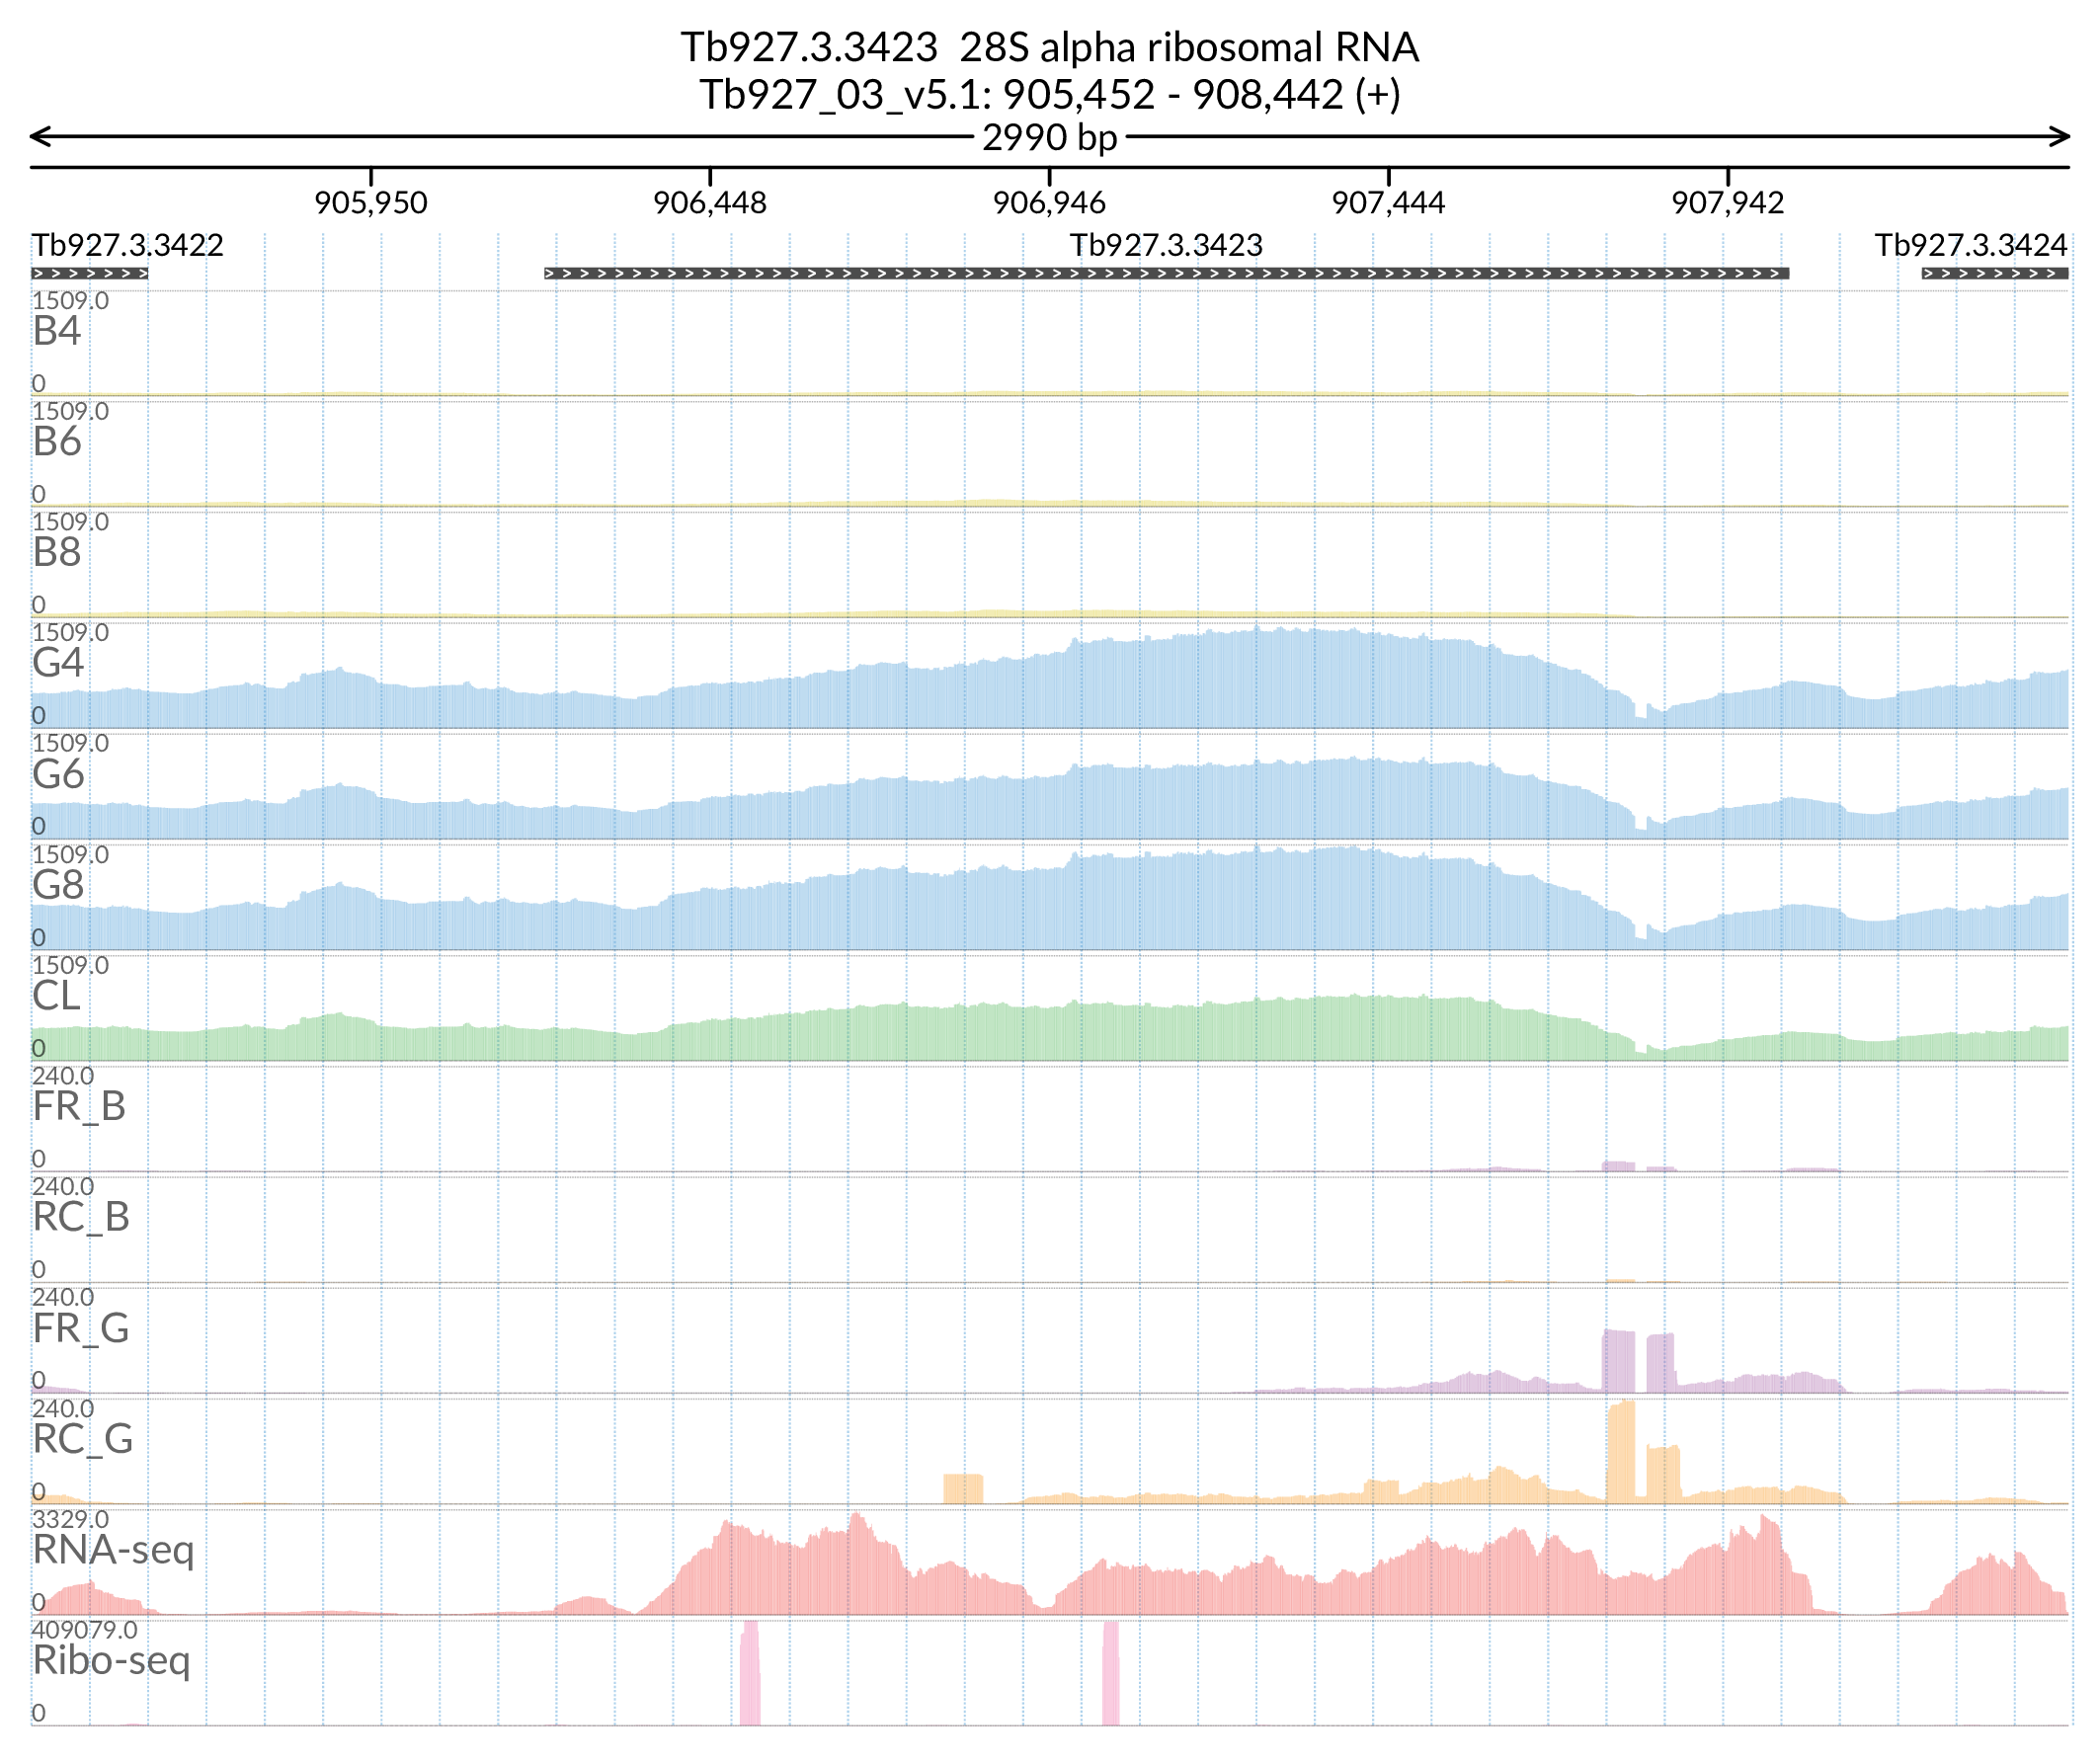 Tb927.3.3423  28S alpha ribosomal RNA
Tb927_03_v5.1: 905,452 - 908,442 (+)
2990 bp
905,950 906,448 906,946 907,444 907,942
Tb927.3.3422 Tb927.3.3423 Tb927.3.3424
1509.0
B4
0
1509.0
B6
0
1509.0
B8
0
1509.0
G4
0
1509.0
G6
0
1509.0
G8
0
1509.0
CL
0
240.0
FR_B
0
240.0
RC_B
0
240.0
FR_G
0
240.0
RC_G
0
3329.0
RNA-seq
0
409079.0
Ribo-seq
0